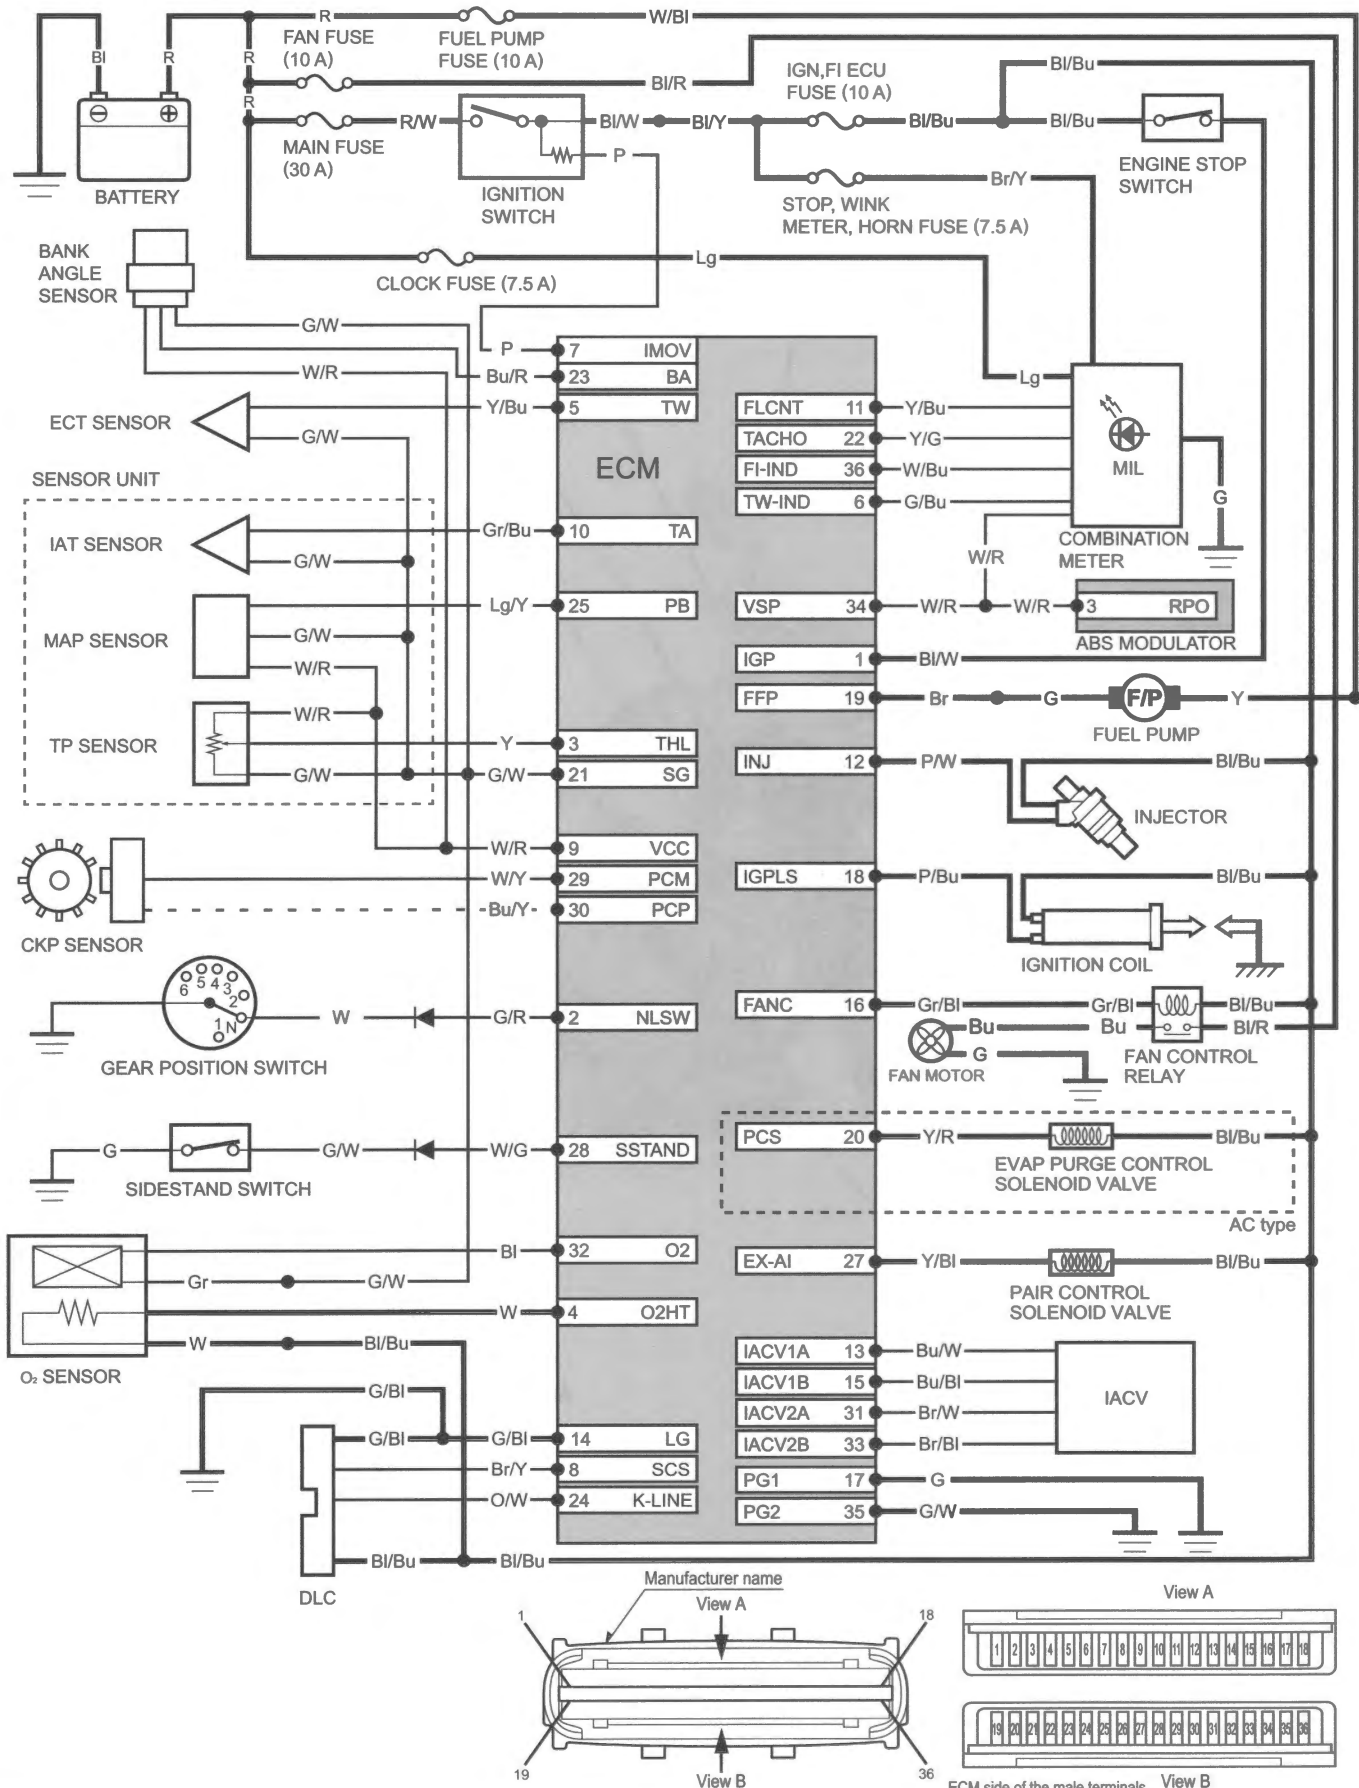 R
W/Bl
FAN FUSE
(10 A)
FUEL PUMP
FUSE (10 A)
Bl
R
R
Bl/R
IGN,FI ECU
FUSE (10 A)
Bl/Bu
R
R/W
Bl/W
Bl/Y
Bl/Bu
Bl/Bu
MAIN FUSE
(30 A)
P
ENGINE STOP
SWITCH
BATTERY
IGNITION
SWITCH
Br/Y
STOP, WINK
METER, HORN FUSE (7.5 A)
BANK
ANGLE
SENSOR
Lg
CLOCK FUSE (7.5 A)
G/W
P
7 IMOV
W/R
Bu/R
23 BA
Lg
ECT SENSOR
Y/Bu
5 TW
FLCNT 11
Y/Bu
G/W
TACHO 22
Y/G
ECM
MIL
SENSOR UNIT
FI-IND 36
W/Bu
TW-IND 6
G/Bu
G
IAT SENSOR
Gr/Bu
10 TA
COMBINATION
METER
G/W
W/R
MAP SENSOR
Lg/Y
25 PB
VSP 34
W/R
W/R
3 RPO
G/W
ABS MODULATOR
W/R
IGP 1
Bl/W
FFP 19
Br
G
F/P
Y
W/R
FUEL PUMP
TP SENSOR
Y
3 THL
INJ 12
P/W
Bl/Bu
G/W
G/W
21 SG
INJECTOR
W/R
9 VCC
W/Y
29 PCM
IGPLS 18
P/Bu
Bl/Bu
Bu/Y
30 PCP
CKP SENSOR
IGNITION COIL
6 5 4 3 2 1 N
FANC 16
Gr/Bl
Gr/Bl
Bl/Bu
W
G/R
2 NLSW
Bu
Bu
Bl/R
G
GEAR POSITION SWITCH
FAN MOTOR
FAN CONTROL
RELAY
G
G/W
W/G
28 SSTAND
PCS 20
Y/R
Bl/Bu
EVAP PURGE CONTROL
SOLENOID VALVE
SIDESTAND SWITCH
AC type
Bl
32 O2
EX-AI 27
Y/Bl
Bl/Bu
Gr
G/W
PAIR CONTROL
SOLENOID VALVE
W
4 O2HT
W
Bl/Bu
IACV1A 13
Bu/W
O₂ SENSOR
IACV1B 15
Bu/Bl
IACV
G/Bl
IACV2A 31
Br/W
G/Bl
G/Bl
14 LG
IACV2B 33
Br/Bl
Br/Y
8 SCS
PG1 17
G
O/W
24 K-LINE
PG2 35
G/W
Bl/Bu
Bl/Bu
DLC
Manufacturer name
View A
View A
1
18
1 2 3 4 5 6 7 8 9 10 11 12 13 14 15 16 17 18
19 20 21 22 23 24 25 26 27 28 29 30 31 32 33 34 35 36
19
View B
36
ECM side of the male terminals
View B